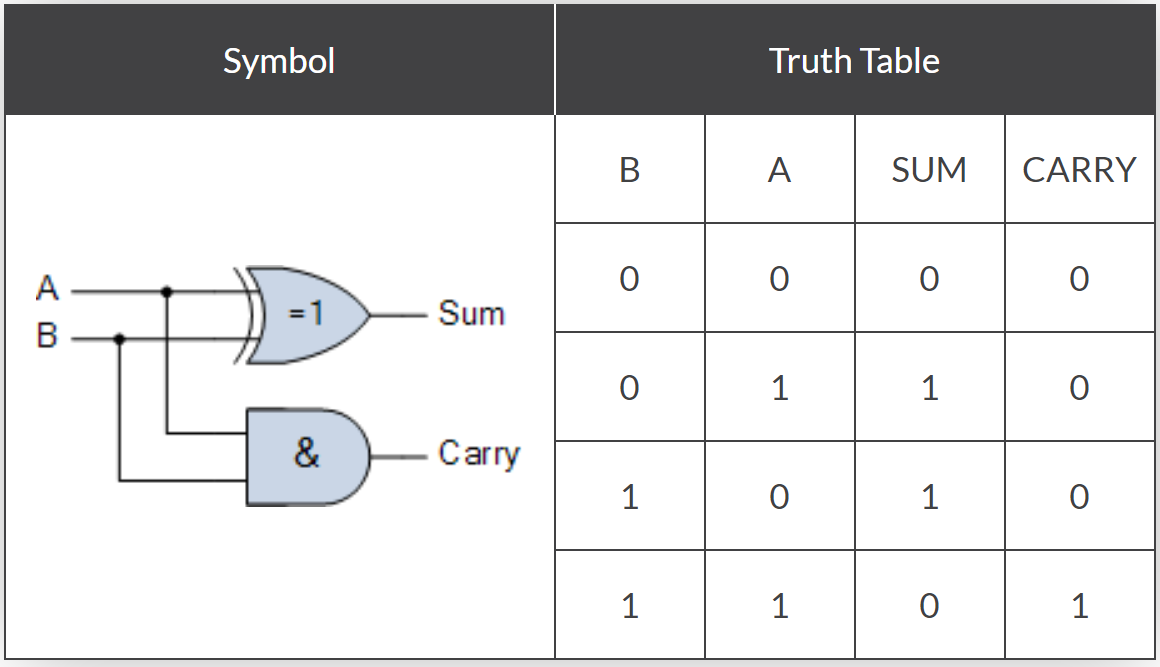 Symbol Truth Table
B A SUM CARRY
0 0 0 0
0 1 1 0
1 0 1 0
1 1 0 1
A
B
=1
Sum
&
Carry